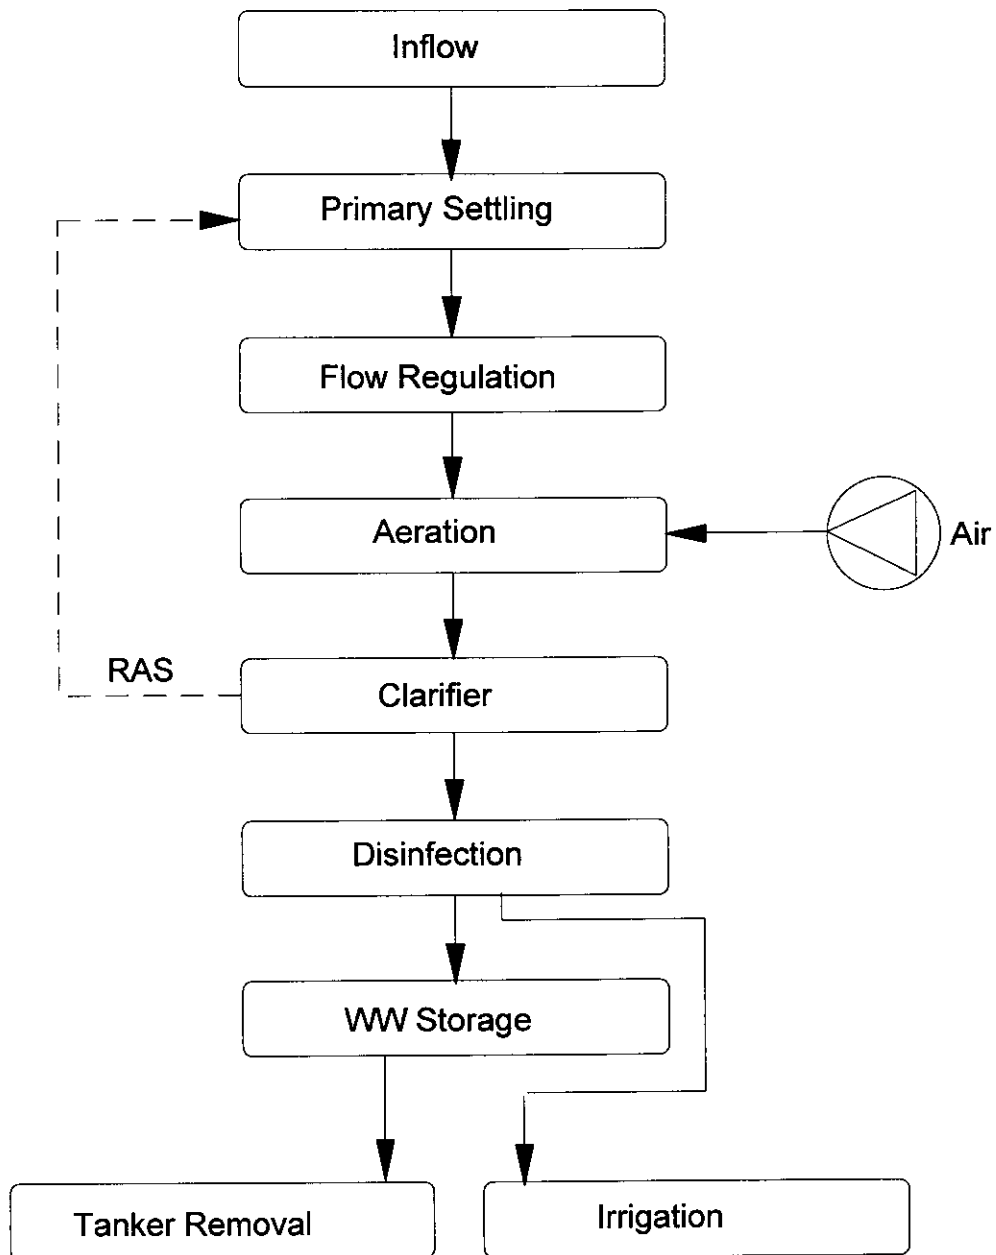 Inflow
Primary Settling
Flow Regulation
Aeration
Air
RAS
Clarifier
Disinfection
WW Storage
Tanker Removal
Irrigation